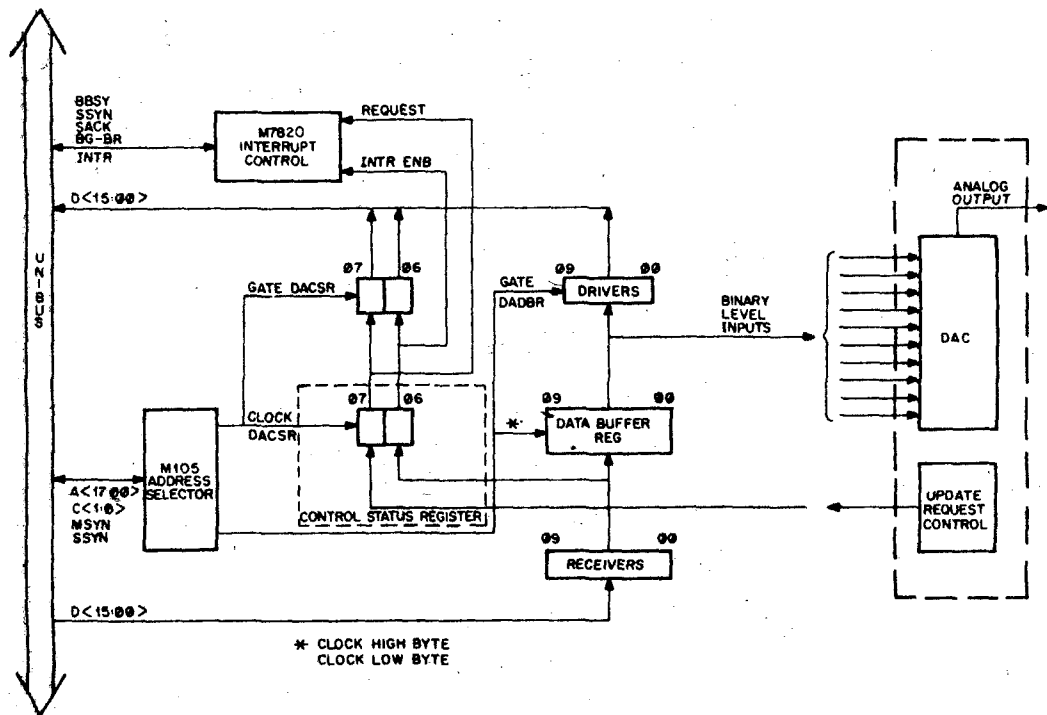 BBSY
SSYN
SACK
BG-BR
INTR
M7820
INTERRUPT
CONTROL
REQUEST
INTR ENB
D<15:00>
UNIBUS
07 06
GATE DACSR
09 00
GATE
DADBR
DRIVERS
BINARY
LEVEL
INPUTS
ANALOG
OUTPUT
DAC
07 06
CLOCK
DACSR
CONTROL STATUS REGISTER
*
09 00
DATA BUFFER
REG
M105
ADDRESS
SELECTOR
A<17:00>
C<1:0>
MSYN
SSYN
UPDATE
REQUEST
CONTROL
09 00
RECEIVERS
D<15:00>
* CLOCK HIGH BYTE
CLOCK LOW BYTE